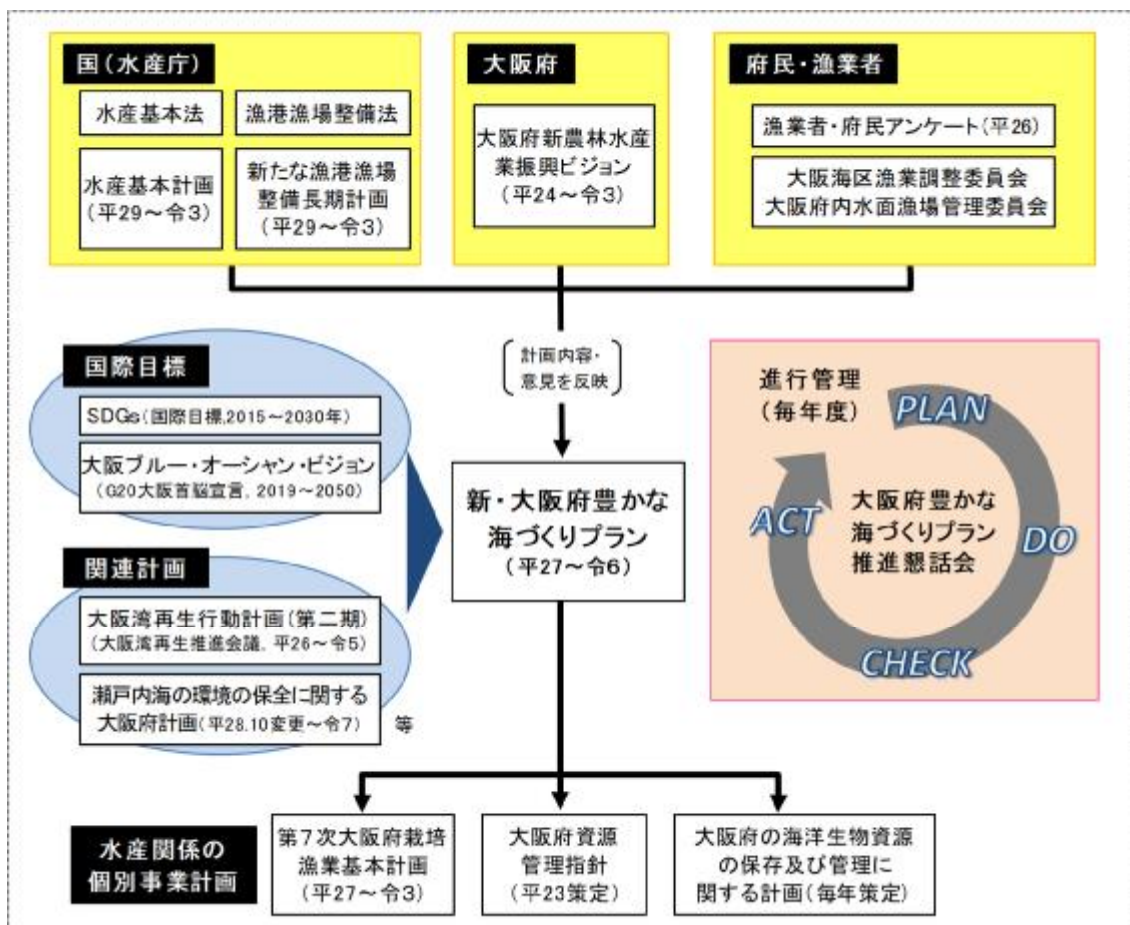 国(水産庁)
水産基本法
漁港漁場整備法
水産基本計画
(平29～令3)
新たな漁港漁場
整備長期計画
(平29～令3)
大阪府
大阪府新農林水産
業振興ビジョン
(平24～令3)
府民・漁業者
漁業者・府民アンケート(平26)
大阪海区漁業調整委員会
大阪府内水面漁場管理委員会
計画内容・
意見を反映
国際目標
SDGs(国際目標,2015～2030年)
大阪ブルー・オーシャン・ビジョン
(G20大阪首脳宣言, 2019～2050)
関連計画
大阪湾再生行動計画(第二期)
(大阪湾再生推進会議, 平26～令5)
瀬戸内海の環境の保全に関する
大阪府計画(平28.10変更～令7)
等
新・大阪府豊かな
海づくりプラン
(平27～令6)
進行管理
(毎年度)
PLAN
DO
CHECK
ACT
大阪府豊かな
海づくりプラン
推進懇話会
水産関係の
個別事業計画
第7次大阪府栽培
漁業基本計画
(平27～令3)
大阪府資源
管理指針
(平23策定)
大阪府の海洋生物資源
の保存及び管理に
関する計画(毎年策定)